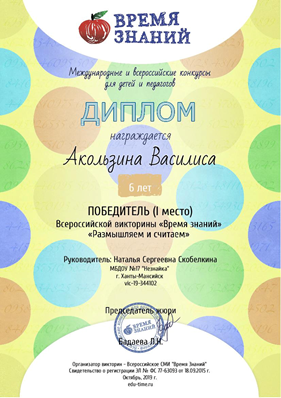 ВРЕМЯ
ЗНАНИЙ
Международные и всероссийские конкурсы
для детей и педагогов
ДИПЛОМ
награждается
Акользина Василиса
6 лет
ПОБЕДИТЕЛЬ (I место)
Всероссийской викторины «Время знаний»
«Размышляем и считаем»
Руководитель: Наталья Сергеевна Скобелкина
МБДОУ №17 "Незнайка"
г. Ханты-Мансийск
vic-19-344102
Председатель жюри
ВРЕМЯ
ЗНАНИЙ
Бадаева Л.Н.
Организатор викторин - Всероссийское СМИ "Время Знаний"
Свидетельство о регистрации ЭЛ № ФС 77-63093 от 18.09.2015 г.
Октябрь, 2019 г.
edu-time.ru